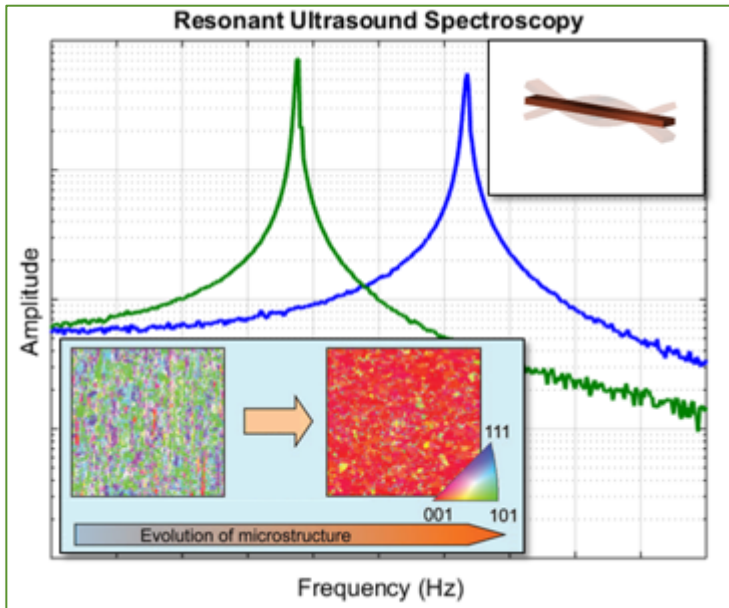 Resonant Ultrasound Spectroscopy
Amplitude
111
001
101
Evolution of microstructure
Frequency (Hz)